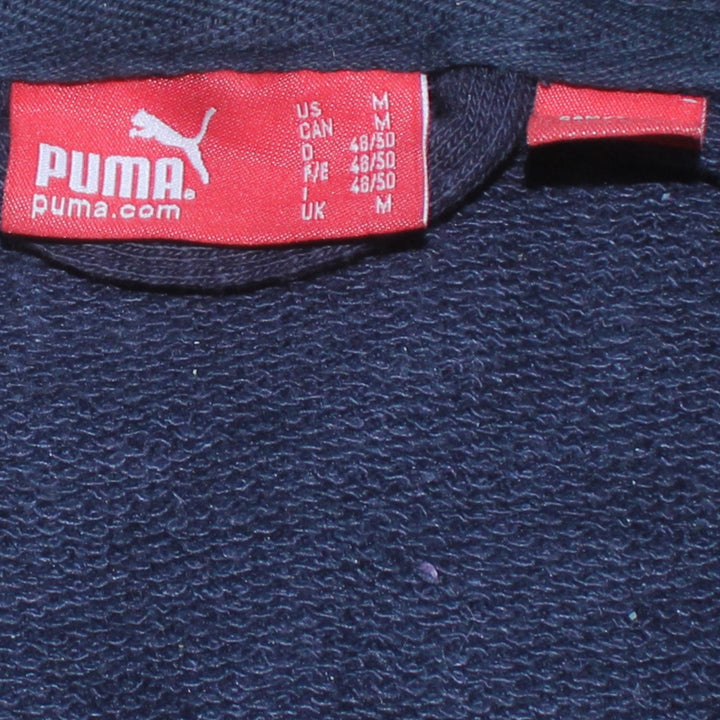 PUMA®
puma.com
US M
CAN M
D 48/50
F/E 48/50
I 48/50
UK M